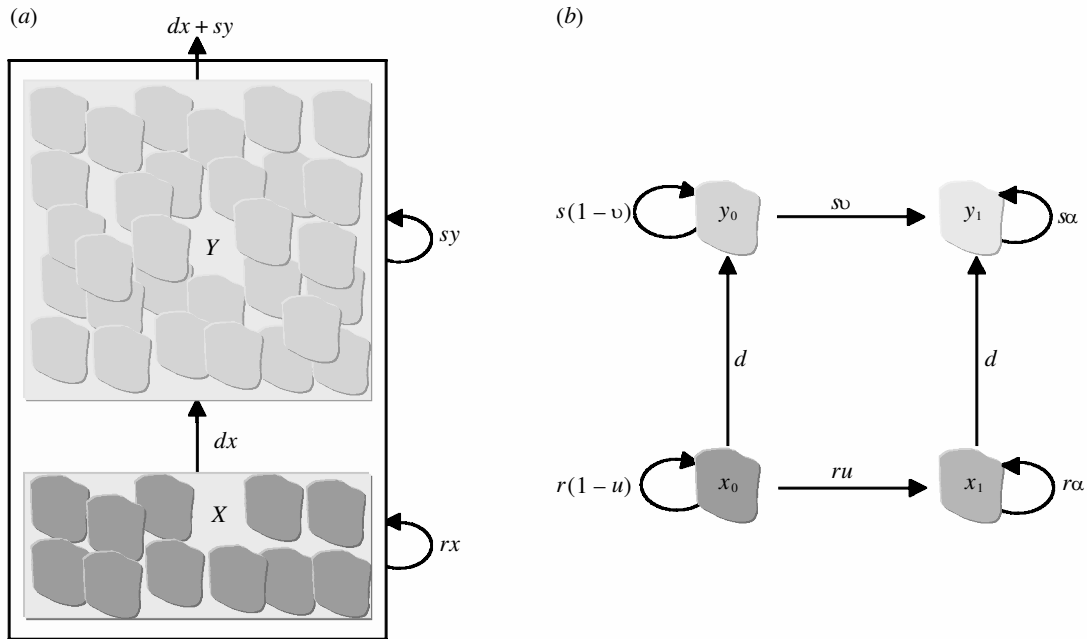 (a)
dx + sy
Y
sy
dx
X
rx
(b)
s(1 – υ)
y₀
sυ
y₁
sα
d
d
r(1 – u)
x₀
ru
x₁
rα